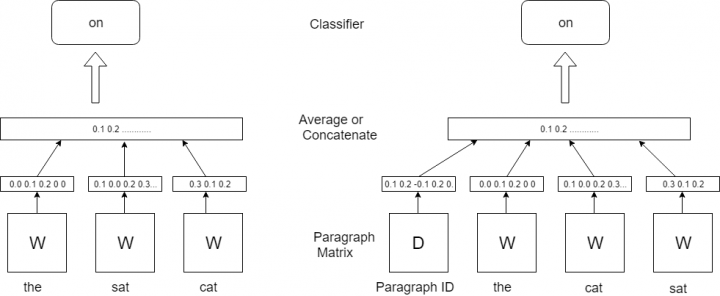 on
Classifier
on
Average or
Concatenate
0.1 0.2 ............
0.1 0.2 ............
0.0 0.1 0.2 0 0
0.1 0.0 0.2 0.3...
0.3 0.1 0.2
0.1 0.2 -0.1 0.2 0.
0.0 0.1 0.2 0 0
0.1 0.0 0.2 0.3...
0.3 0.1 0.2
W
W
W
Paragraph
Matrix
D
W
W
W
the
sat
cat
Paragraph ID
the
cat
sat